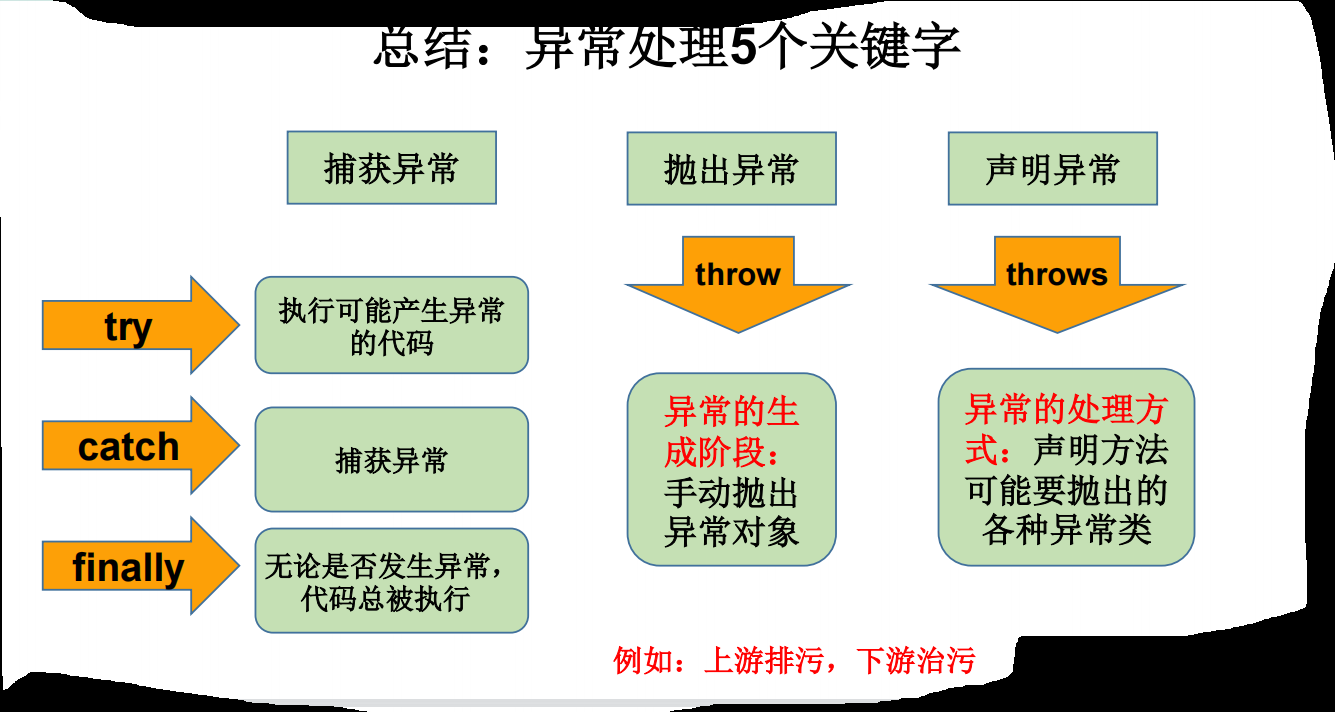 总结：异常处理5个关键字
捕获异常
抛出异常
声明异常
try
执行可能产生异常
的代码
catch
捕获异常
finally
无论是否发生异常，
代码总被执行
throw
异常的生
成阶段：
手动抛出
异常对象
throws
异常的处理方
式：声明方法
可能要抛出的
各种异常类
例如：上游排污，下游治污